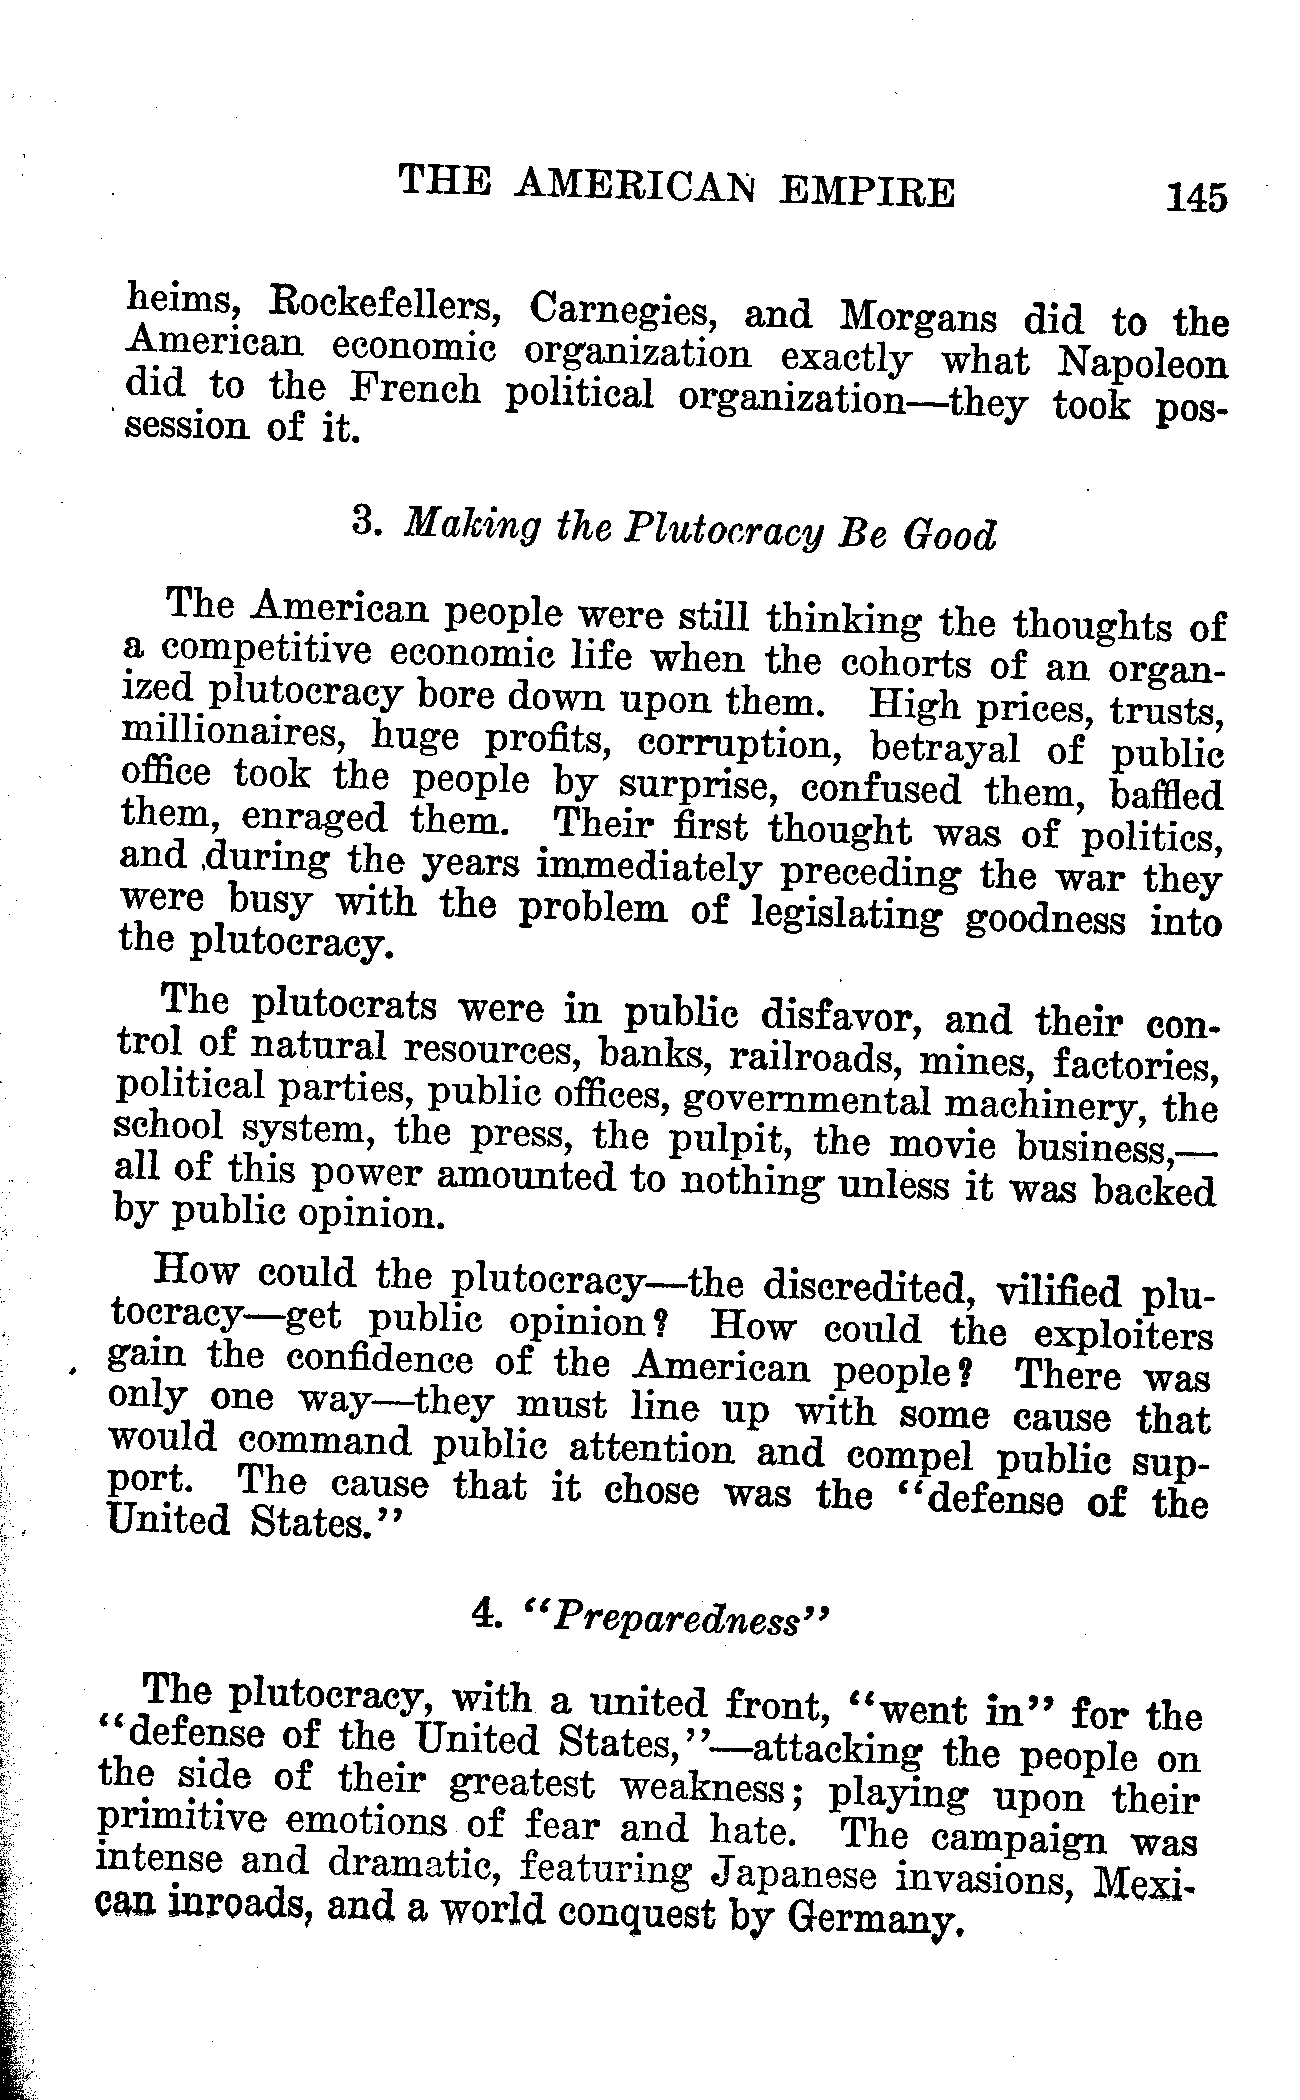 THE AMERICAN EMPIRE 145
heims, Rockefellers, Carnegies, and Morgans did to the
American economic organization exactly what Napoleon
did to the French political organization—they took pos-
session of it.
3. Making the Plutocracy Be Good
The American people were still thinking the thoughts of
a competitive economic life when the cohorts of an organ-
ized plutocracy bore down upon them. High prices, trusts,
millionaires, huge profits, corruption, betrayal of public
office took the people by surprise, confused them, baffled
them, enraged them. Their first thought was of politics,
and during the years immediately preceding the war they
were busy with the problem of legislating goodness into
the plutocracy.
The plutocrats were in public disfavor, and their con-
trol of natural resources, banks, railroads, mines, factories,
political parties, public offices, governmental machinery, the
school system, the press, the pulpit, the movie business,—
all of this power amounted to nothing unless it was backed
by public opinion.
How could the plutocracy—the discredited, vilified plu-
tocracy—get public opinion? How could the exploiters
gain the confidence of the American people? There was
only one way—they must line up with some cause that
would command public attention and compel public sup-
port. The cause that it chose was the "defense of the
United States."
4. "Preparedness"
The plutocracy, with a united front, "went in" for the
"defense of the United States,"—attacking the people on
the side of their greatest weakness; playing upon their
primitive emotions of fear and hate. The campaign was
intense and dramatic, featuring Japanese invasions, Mexi-
can inroads, and a world conquest by Germany.